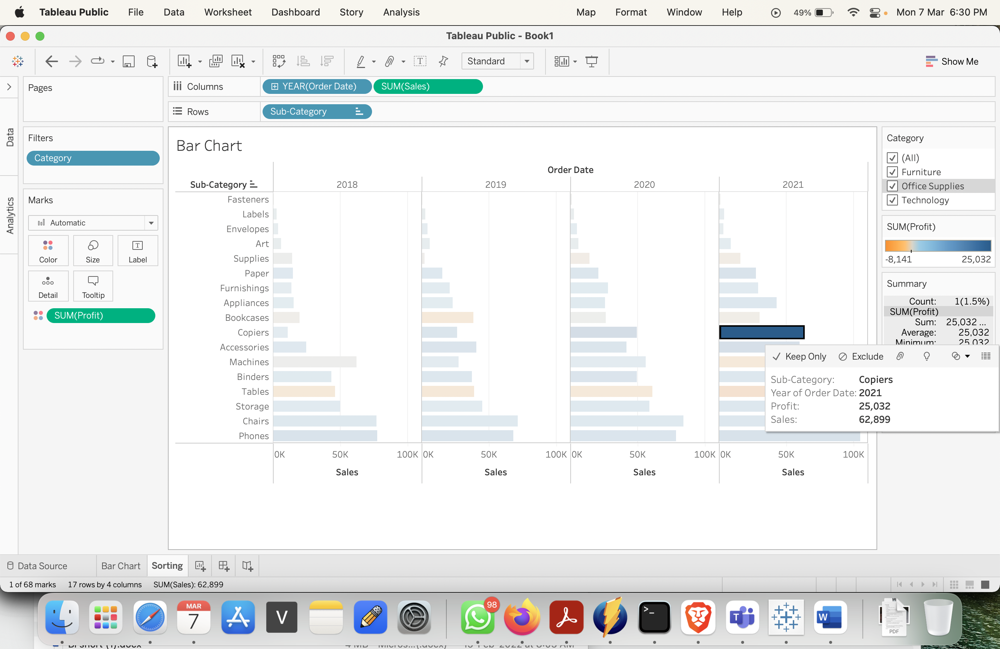 Tableau Public File Data Worksheet Dashboard Story Analysis Map Format Window Help 49% Mon 7 Mar 6:30 PM
Tableau Public - Book1
Standard Show Me
Pages
Columns YEAR(Order Date) SUM(Sales)
Rows Sub-Category
Data
Analytics
Filters
Category
Marks
Automatic
Color Size Label
Detail Tooltip
SUM(Profit)
Bar Chart
Order Date
Sub-Category 2018 2019 2020 2021
Fasteners
Labels
Envelopes
Art
Supplies
Paper
Furnishings
Appliances
Bookcases
Copiers
Accessories
Machines
Binders
Tables
Storage
Chairs
Phones
0K 50K 100K 0K 50K 100K 0K 50K 100K 0K 50K 100K
Sales Sales Sales Sales
Category
(All)
Furniture
Office Supplies
Technology
SUM(Profit)
-8,141 25,032
Summary
Count: 1(1.5%)
SUM(Profit)
Sum: 25,032 ...
Average: 25,032
Minimum: 25,032
Keep Only Exclude
Sub-Category: Copiers
Year of Order Date: 2021
Profit: 25,032
Sales: 62,899
Data Source Bar Chart Sorting
1 of 68 marks 17 rows by 4 columns SUM(Sales): 62,899
MAR
7
V
98
>_
T
W
PDF